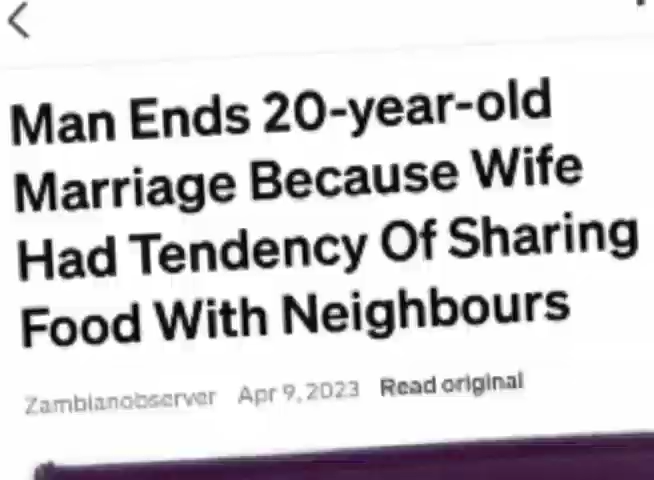 Man Ends 20-year-old
Marriage Because Wife
Had Tendency Of Sharing
Food With Neighbours
Zambianobserver Apr 9, 2023 Read original